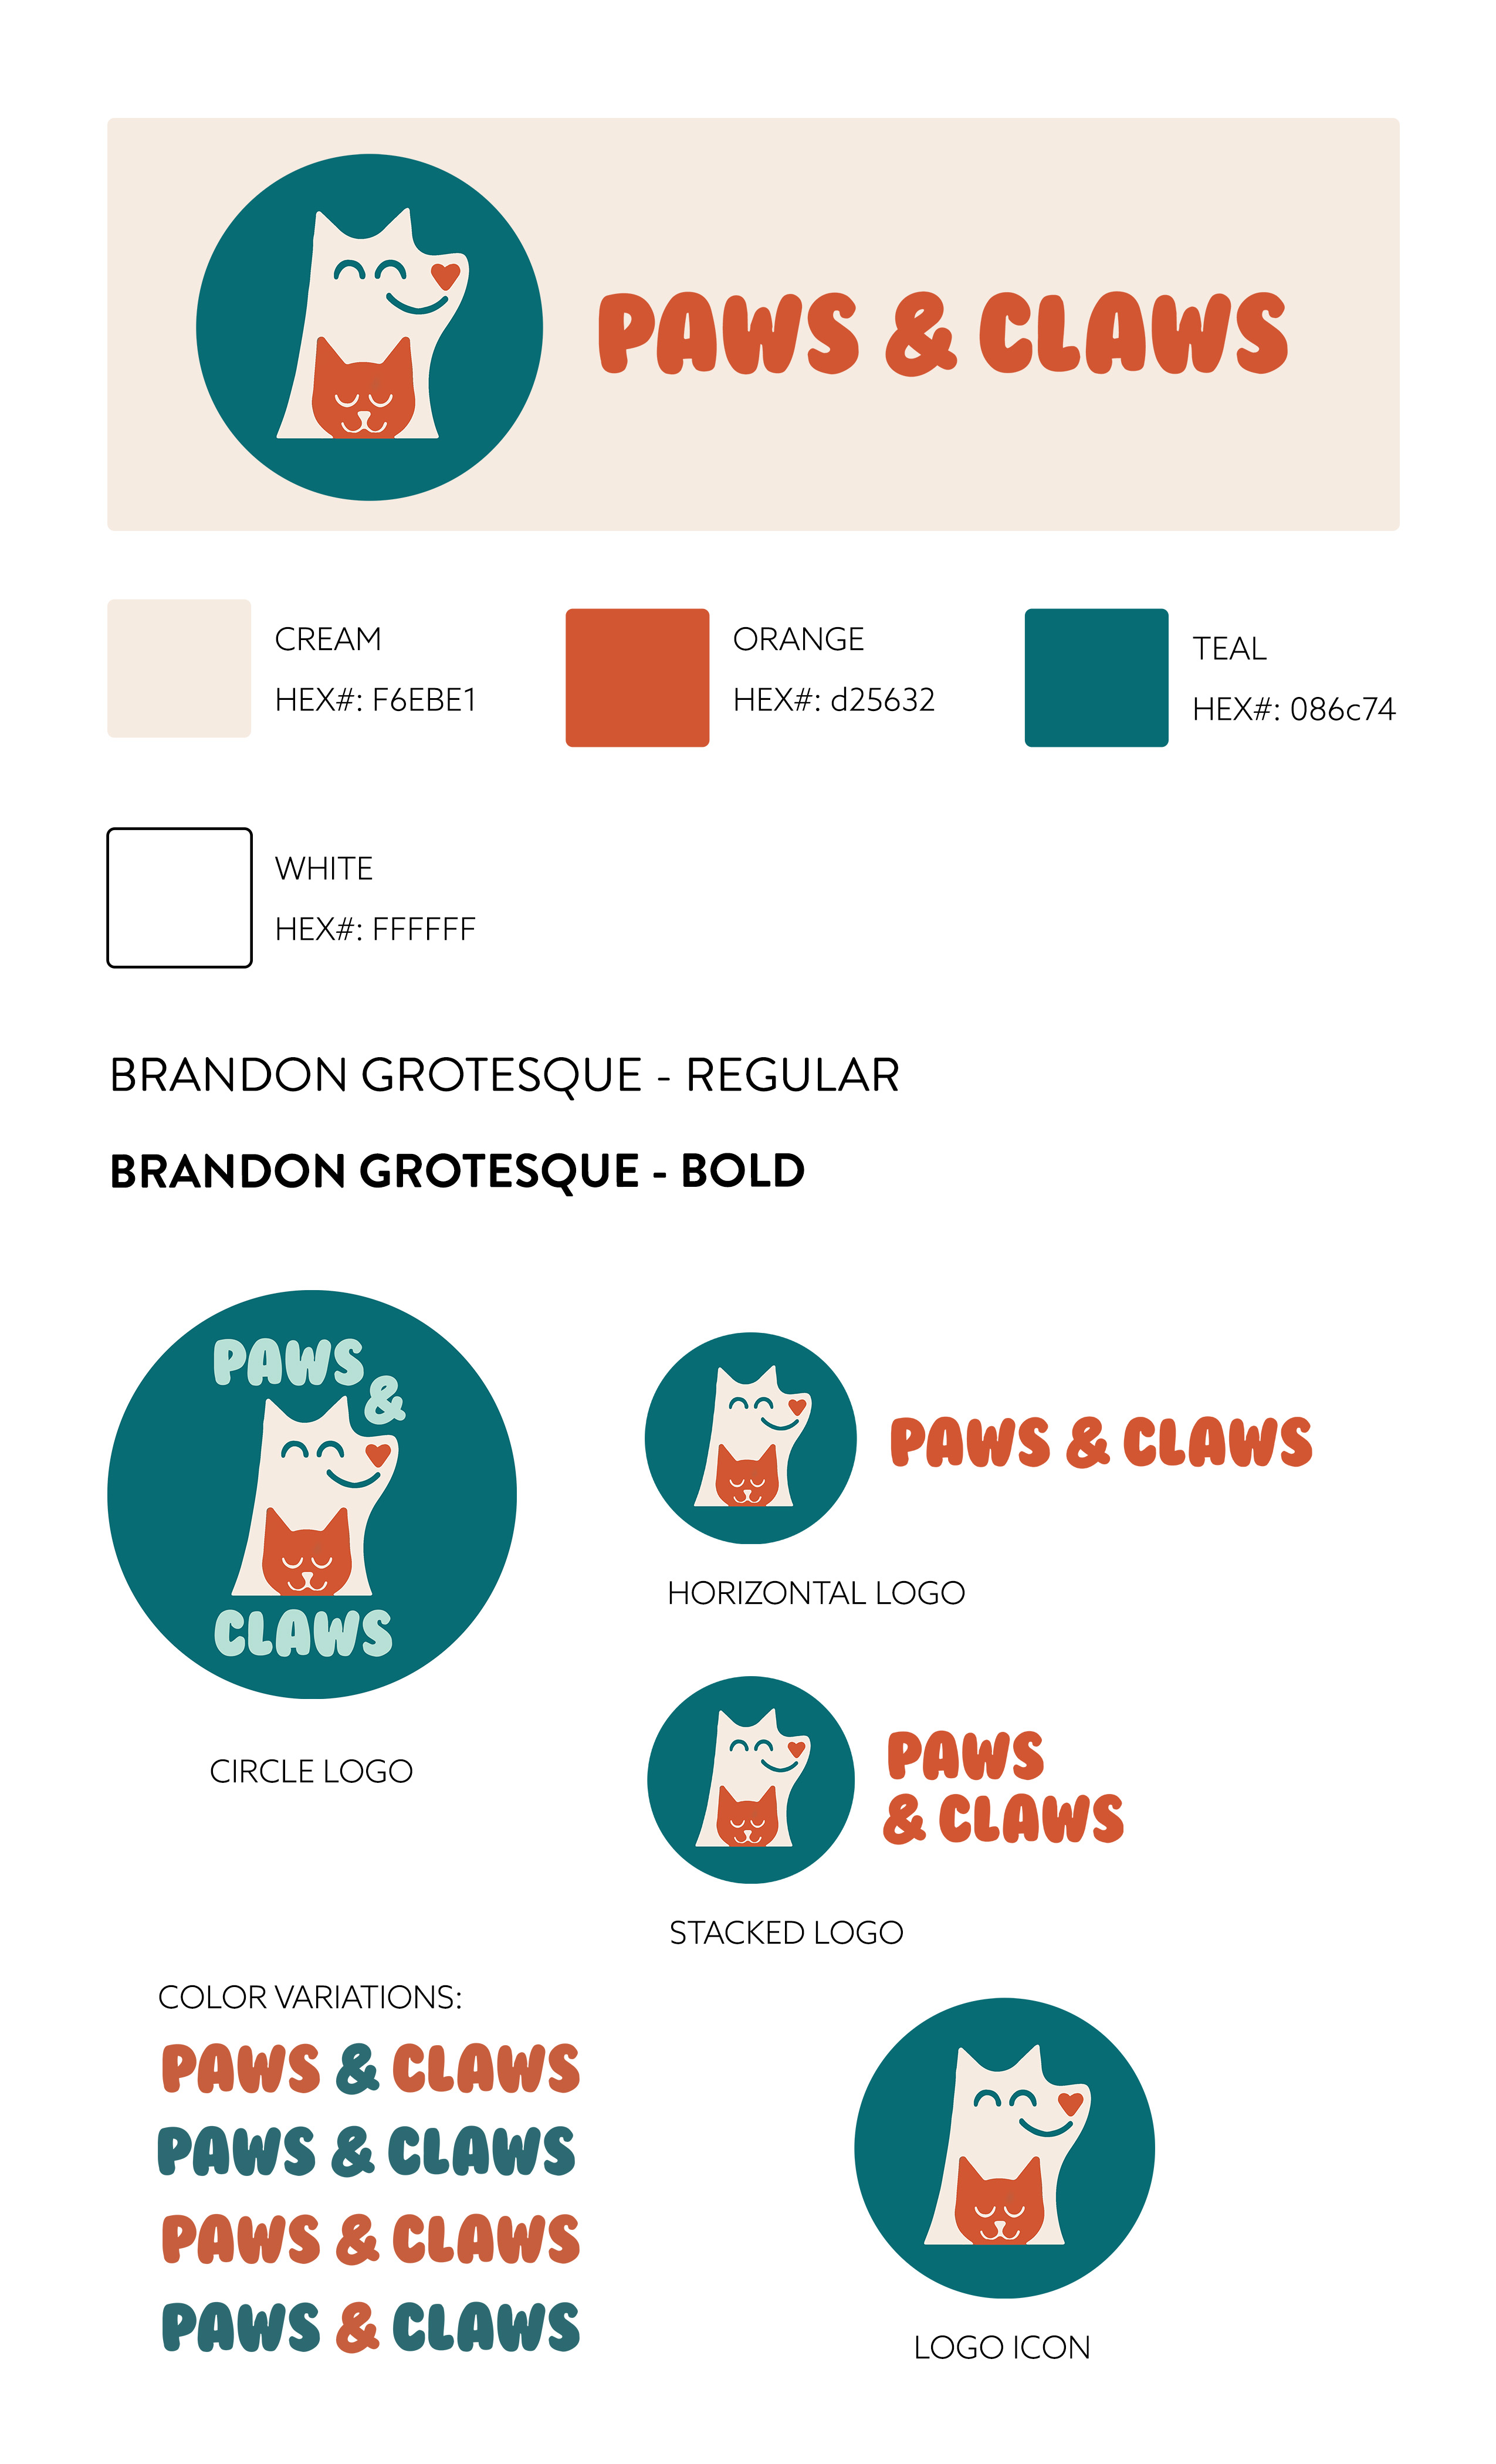 PAWS & CLAWS
CREAM
HEX#: F6EBE1
ORANGE
HEX#: d25632
TEAL
HEX#: 086c74
WHITE
HEX#: FFFFFF
BRANDON GROTESQUE - REGULAR
BRANDON GROTESQUE - BOLD
PAWS
&
CLAWS
CIRCLE LOGO
PAWS & CLAWS
HORIZONTAL LOGO
PAWS
& CLAWS
STACKED LOGO
COLOR VARIATIONS:
PAWS & CLAWS
PAWS & CLAWS
PAWS & CLAWS
PAWS & CLAWS
LOGO ICON